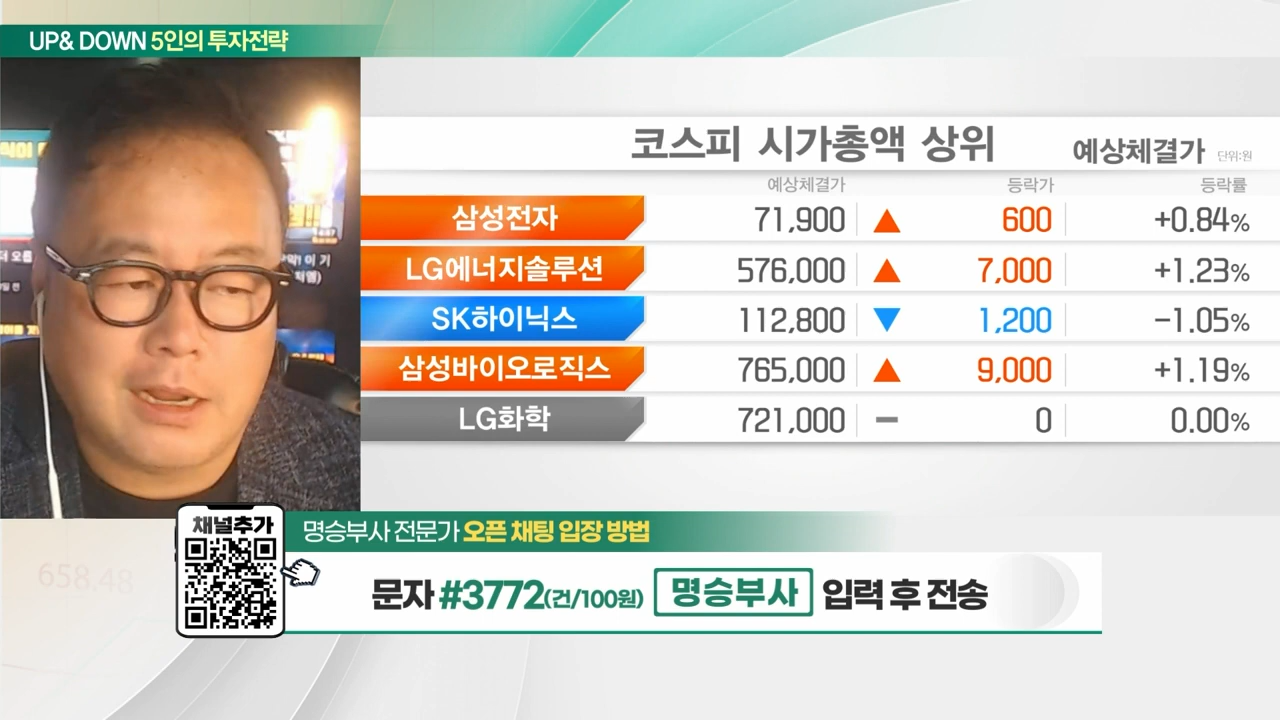 UP& DOWN 5인의 투자전략
코스피 시가총액 상위 예상체결가 단위:원
예상체결가 등락가 등락률
삼성전자 71,900 ▲ 600 +0.84%
LG에너지솔루션 576,000 ▲ 7,000 +1.23%
SK하이닉스 112,800 ▼ 1,200 -1.05%
삼성바이오로직스 765,000 ▲ 9,000 +1.19%
LG화학 721,000 - 0 0.00%
채널추가
명승부사 전문가 오픈 채팅 입장 방법
문자 #3772(건/100원) 명승부사 입력 후 전송
658.48